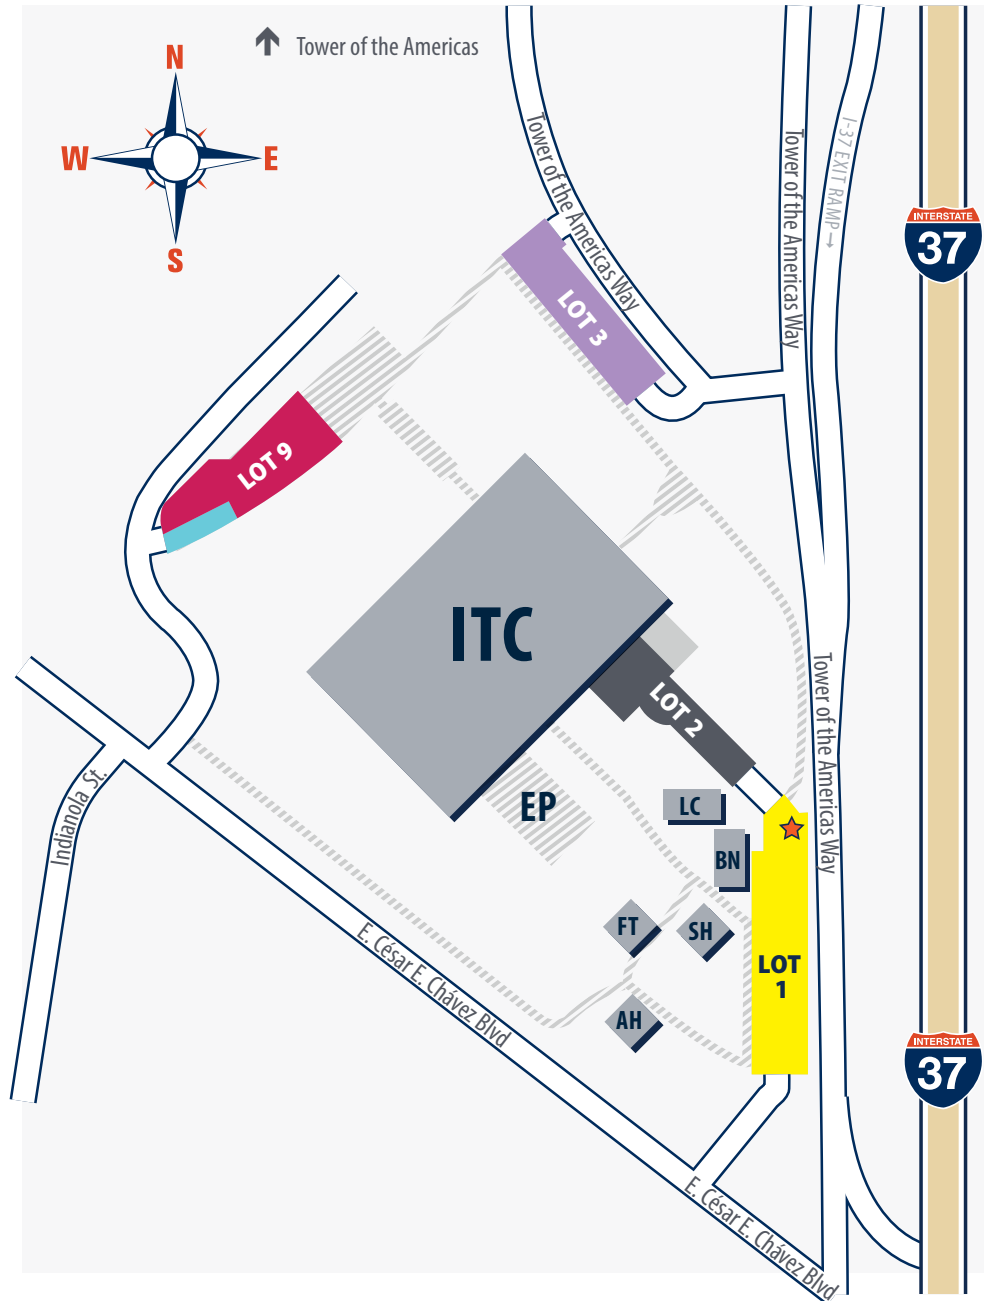 Tower of the Americas
N
W
E
S
Tower of the Americas Way
Tower of the Americas Way
I-37 EXIT RAMP→
INTERSTATE
37
LOT 3
LOT 9
ITC
LOT 2
Tower of the Americas Way
EP
LC
BN
FT
SH
LOT
1
AH
Indianola St.
E. César E. Chávez Blvd
INTERSTATE
37
E. César E. Chávez Blvd